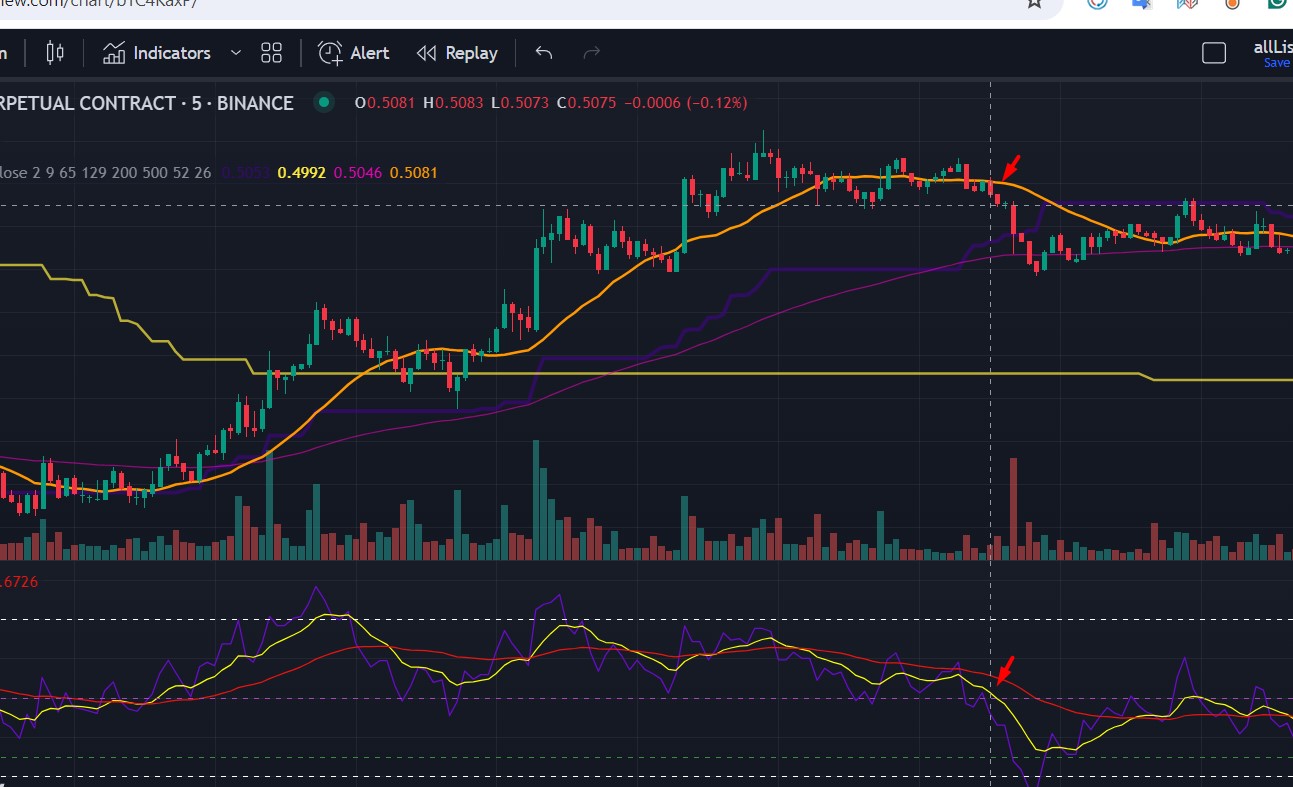 iew.com/chart/b1C4KaxP/
n Indicators Alert Replay allLis
Save
RPETUAL CONTRACT · 5 · BINANCE O0.5081 H0.5083 L0.5073 C0.5075 −0.0006 (−0.12%)
lose 2 9 65 129 200 500 52 26 0.5053 0.4992 0.5046 0.5081
.6726